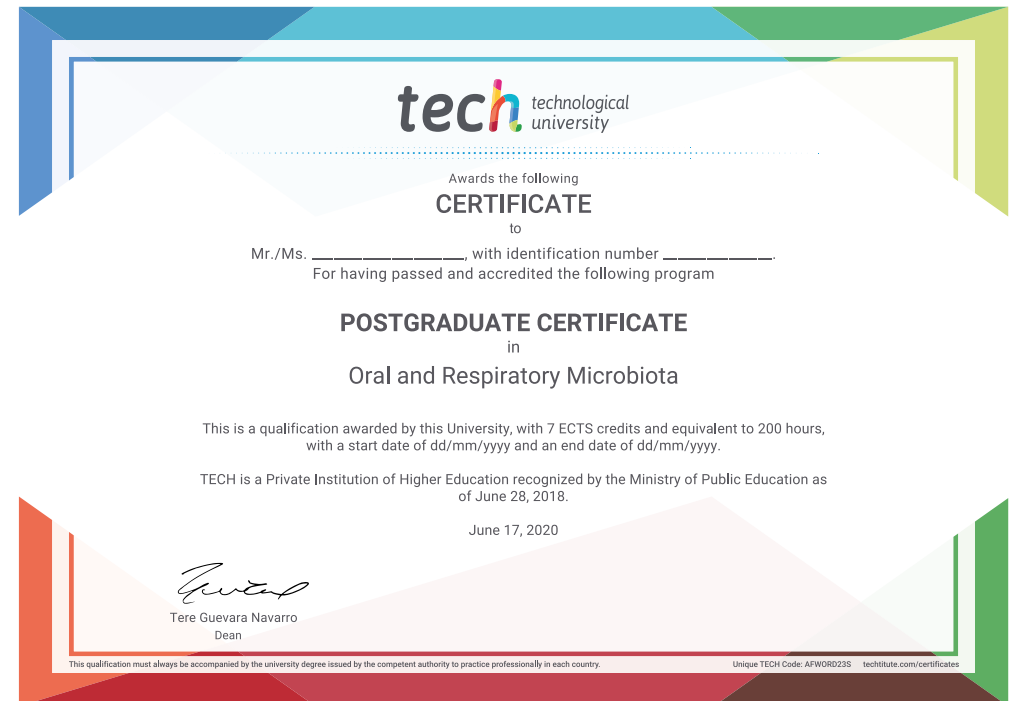 tech technological
university
Awards the following
CERTIFICATE
to
Mr./Ms. ____________________, with identification number ______________.
For having passed and accredited the following program
POSTGRADUATE CERTIFICATE
in
Oral and Respiratory Microbiota
This is a qualification awarded by this University, with 7 ECTS credits and equivalent to 200 hours,
with a start date of dd/mm/yyyy and an end date of dd/mm/yyyy.
TECH is a Private Institution of Higher Education recognized by the Ministry of Public Education as
of June 28, 2018.
June 17, 2020
Tere Guevara Navarro
Dean
This qualification must always be accompanied by the university degree issued by the competent authority to practice professionally in each country.
Unique TECH Code: AFWORD23S techtitute.com/certificates